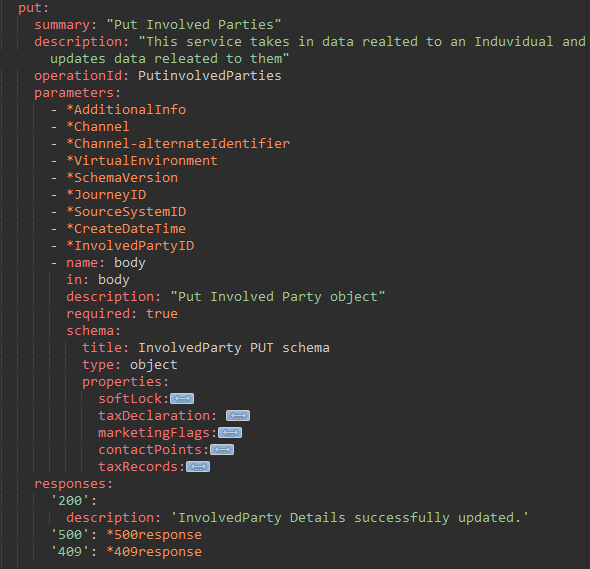 put:
summary: "Put Involved Parties"
description: "This service takes in data realted to an Induvidual and
updates data releated to them"
operationId: PutinvolvedParties
parameters:
- *AdditionalInfo
- *Channel
- *Channel-alternateIdentifier
- *VirtualEnvironment
- *SchemaVersion
- *JourneyID
- *SourceSystemID
- *CreateDateTime
- *InvolvedPartyID
- name: body
in: body
description: "Put Involved Party object"
required: true
schema:
title: InvolvedParty PUT schema
type: object
properties:
softLock:
taxDeclaration:
marketingFlags:
contactPoints:
taxRecords:
responses:
'200':
description: 'InvolvedParty Details successfully updated.'
'500': *500response
'409': *409response